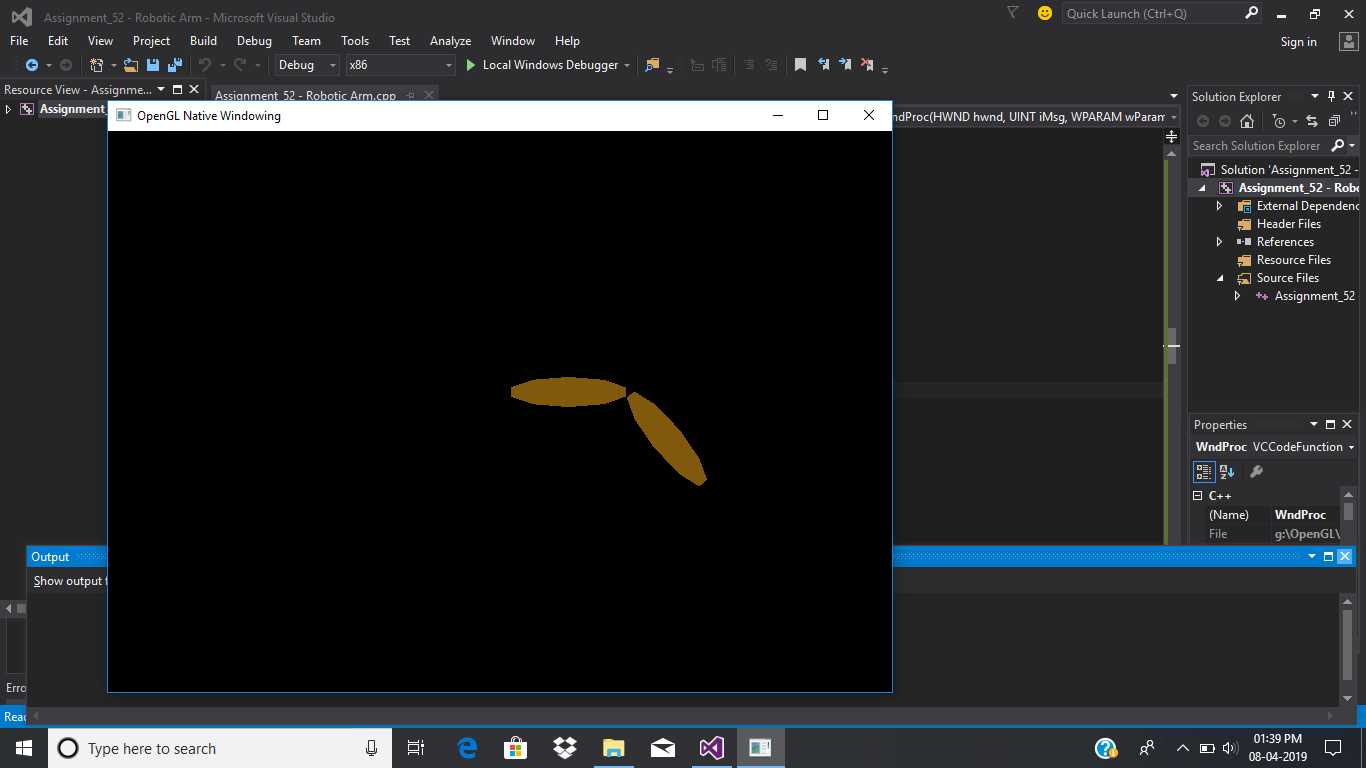 Assignment_52 - Robotic Arm - Microsoft Visual Studio
Quick Launch (Ctrl+Q)
File Edit View Project Build Debug Team Tools Test Analyze Window Help
Sign in
Debug x86 Local Windows Debugger
Resource View - Assignme...
Assignment_52 - Robotic Arm.cpp
Solution Explorer
Assignment_
OpenGL Native Windowing
ndProc(HWND hwnd, UINT iMsg, WPARAM wParam
Search Solution Explorer
Solution 'Assignment_52 -
Assignment_52 - Robo
External Dependenc
Header Files
References
Resource Files
Source Files
Assignment_52
Properties
WndProc VCCodeFunction
C++
(Name) WndProc
File g:\OpenGL\
Output
Show output f
Erro
Read
Type here to search
01:39 PM
08-04-2019